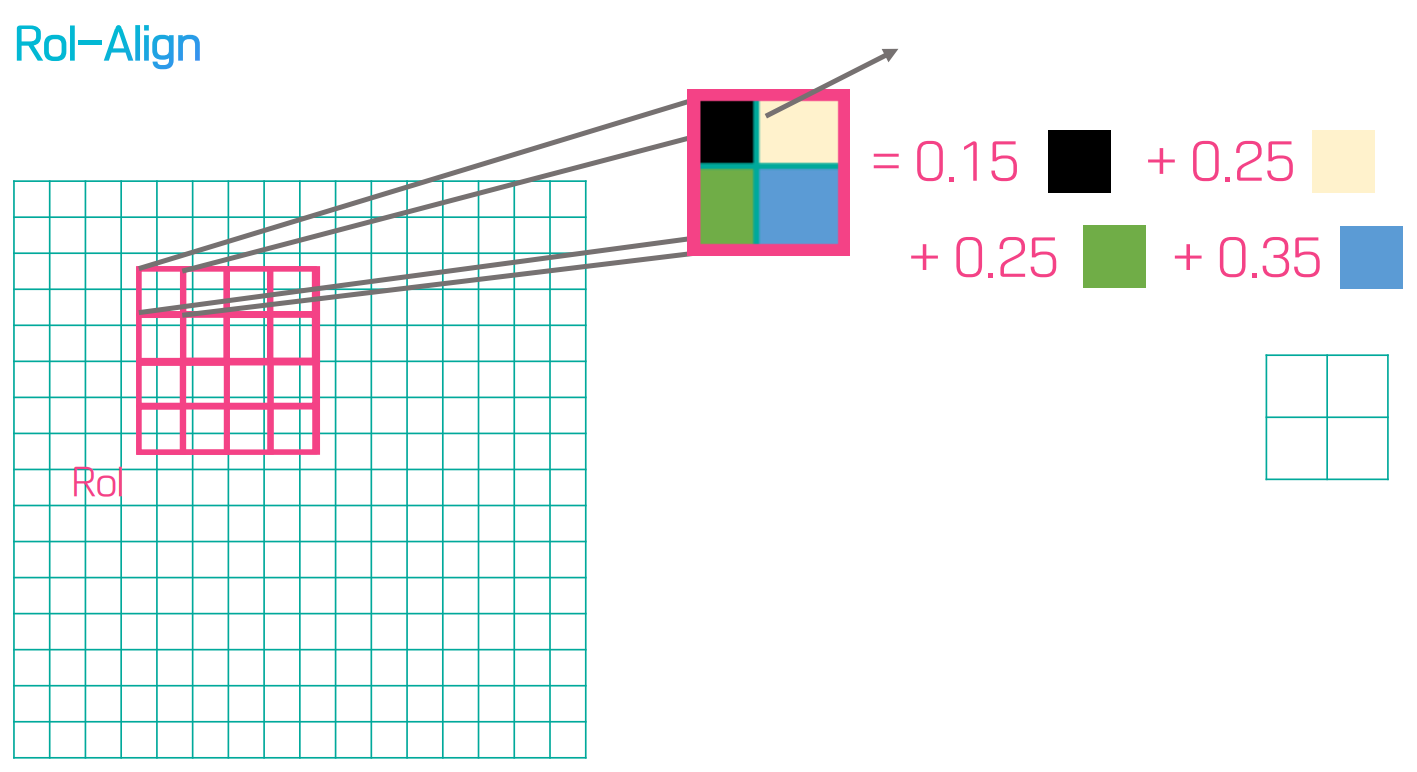 RoI-Align
= 0.15 + 0.25
+ 0.25 + 0.35
RoI